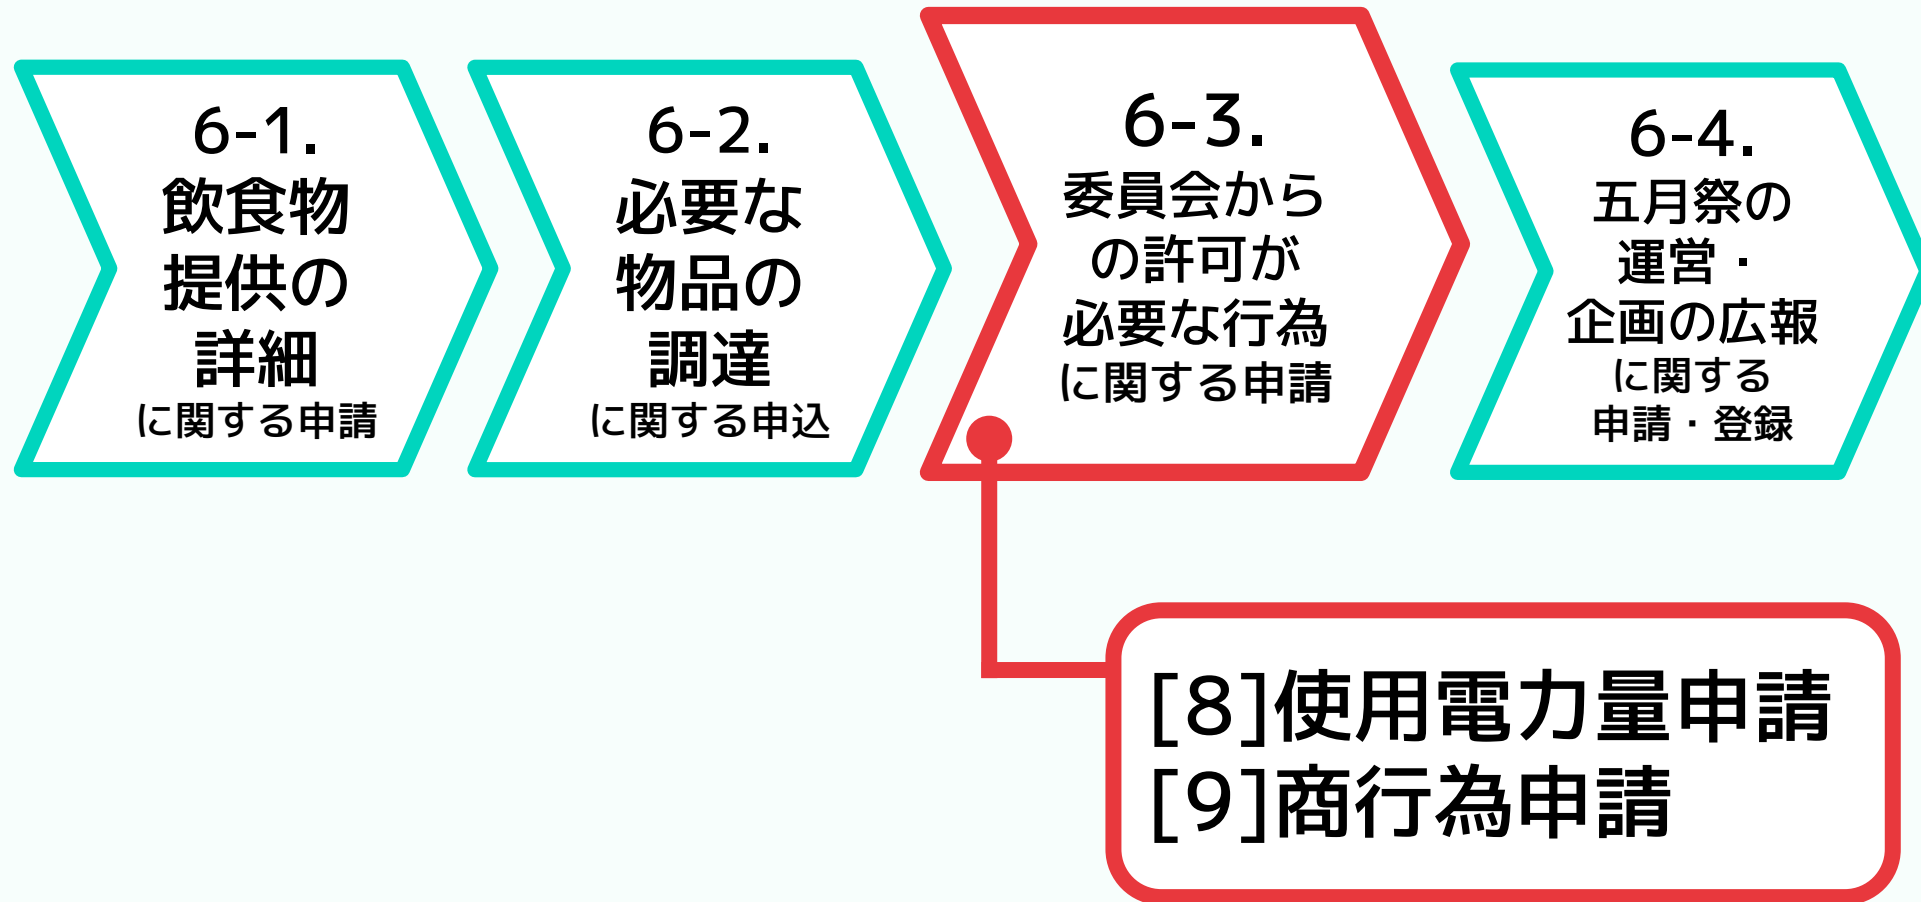 6-1.
飲食物
提供の
詳細
に関する申請
6-2.
必要な
物品の
調達
に関する申込
6-3.
委員会から
の許可が
必要な行為
に関する申請
6-4.
五月祭の
運営・
企画の広報
に関する
申請・登録
[8]使用電力量申請
[9]商行為申請